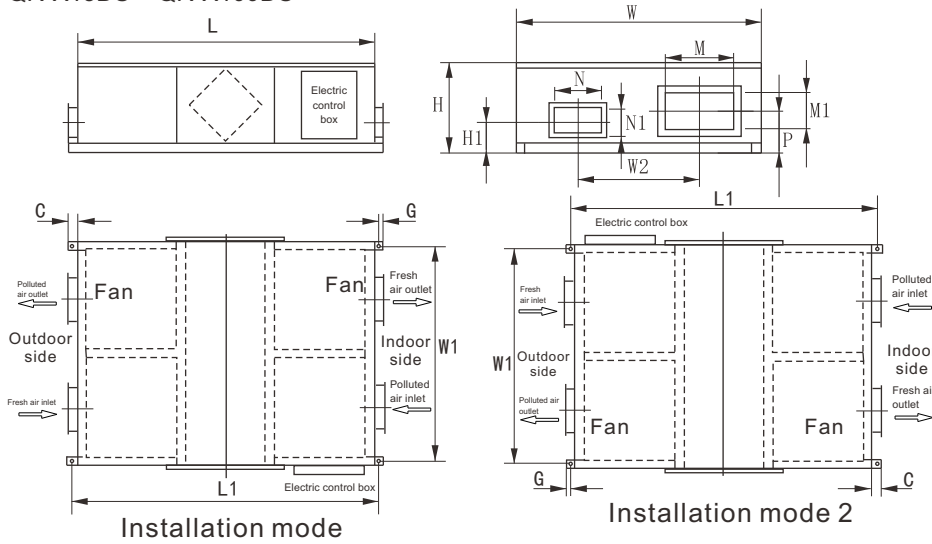 L
Electric
control
box
W
M
N
H
H1
N1
M1
P
W2
C
G
Polluted
air outlet
Fan
Fan
Fresh
air outlet
Outdoor
side
Indoor
side
W1
Fresh air inlet
Polluted
air inlet
L1
Electric control box
Installation mode
L1
Electric control box
Fresh
air inlet
Polluted
air inlet
W1
Outdoor
side
Indoo
side
Polluted air
outlet
Fan
Fan
Fresh ai
outlet
G
C
Installation mode 2